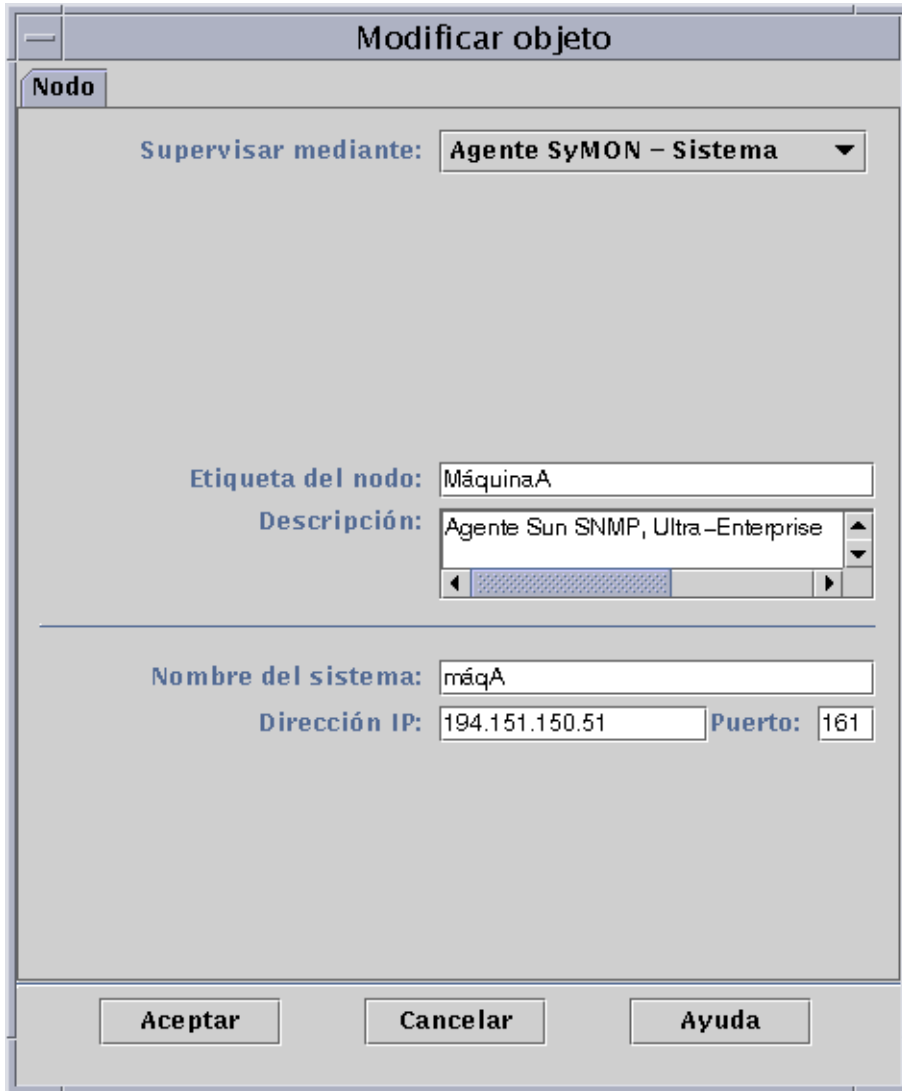 Modificar objeto
Nodo
Supervisar mediante: Agente SyMON – Sistema
Etiqueta del nodo: MáquinaA
Descripción: Agente Sun SNMP, Ultra–Enterprise
Nombre del sistema: máqA
Dirección IP: 194.151.150.51 Puerto: 161
Aceptar Cancelar Ayuda